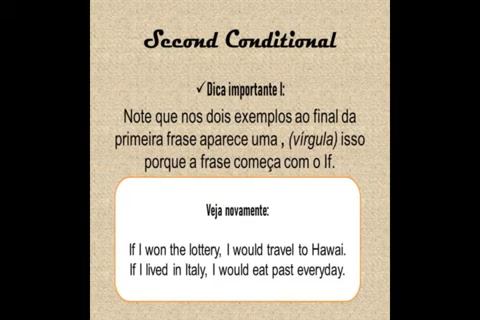 Second Conditional
✓Dica importante I:
Note que nos dois exemplos ao final da
primeira frase aparece uma , (vírgula) isso
porque a frase começa com o If.
Veja novamente:
If I won the lottery, I would travel to Hawai.
If I lived in Italy, I would eat past everyday.